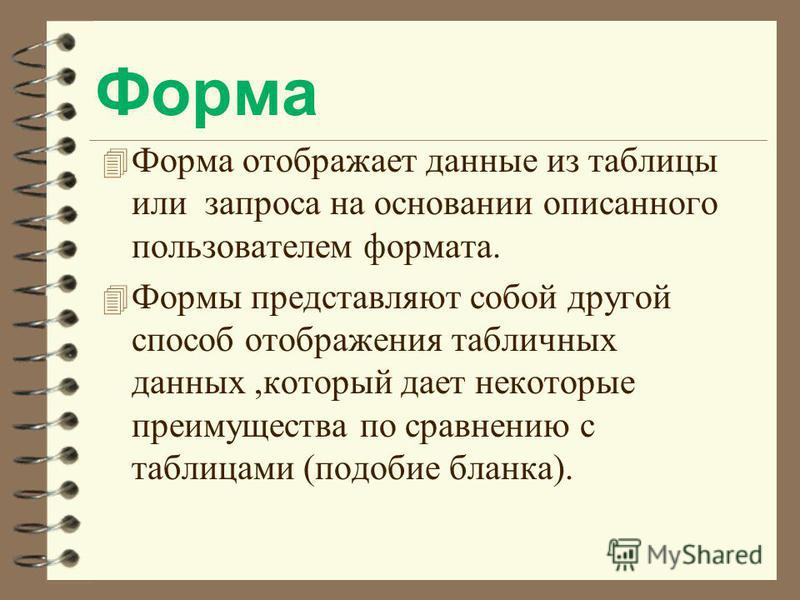 Форма
Форма отображает данные из таблицы
или запроса на основании описанного
пользователем формата.
Формы представляют собой другой
способ отображения табличных
данных ,который дает некоторые
преимущества по сравнению с
таблицами (подобие бланка).
MyShared